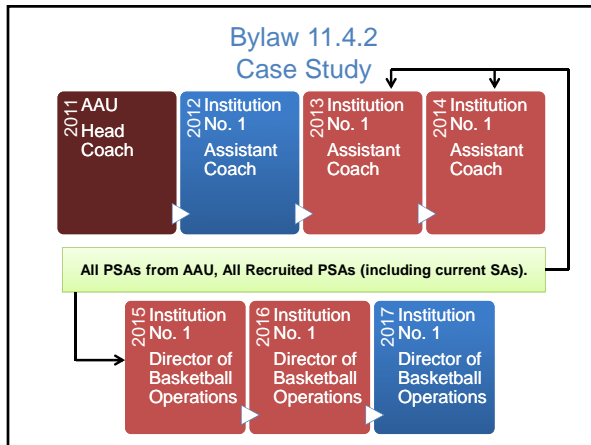 Bylaw 11.4.2
Case Study
2011
AAU
Head
Coach
2012
Institution
No. 1
Assistant
Coach
2013
Institution
No. 1
Assistant
Coach
2014
Institution
No. 1
Assistant
Coach
All PSAs from AAU, All Recruited PSAs (including current SAs).
2015
Institution
No. 1
Director of
Basketball
Operations
2016
Institution
No. 1
Director of
Basketball
Operations
2017
Institution
No. 1
Director of
Basketball
Operations